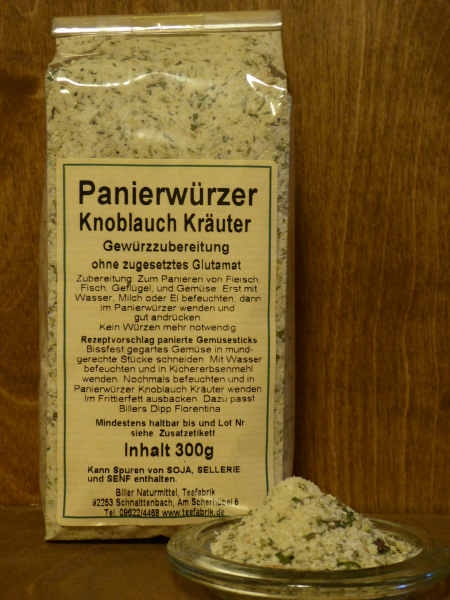 Panierwürzer
Knoblauch Kräuter
Gewürzzubereitung
ohne zugesetztes Glutamat
Zubereitung: Zum Panieren von Fleisch,
Fisch, Geflügel, und Gemüse. Erst mit
Wasser, Milch oder Ei befeuchten, dann
im Panierwürzer wenden und
gut andrücken.
Kein Würzen mehr notwendig
Rezeptvorschlag panierte Gemüsesticks
Bissfest gegartes Gemüse in mund-
gerechte Stücke schneiden. Mit Wasser
befeuchten und in Kichererbsenmehl
wenden. Nochmals befeuchten und in
Panierwürzer Knoblauch Kräuter wenden.
Im Frittierfett ausbacken. Dazu passt
Billers Dipp Florentina
Mindestens haltbar bis und Lot Nr
siehe Zusatzetikett
Inhalt 300g
Kann Spuren von SOJA, SELLERIE
und SENF enthalten.
Biller Naturmittel, Teefabrik
92253 Schnaittenbach, Am Scherhübel 6
Tel. 09622/4468 www.teefabrik.de